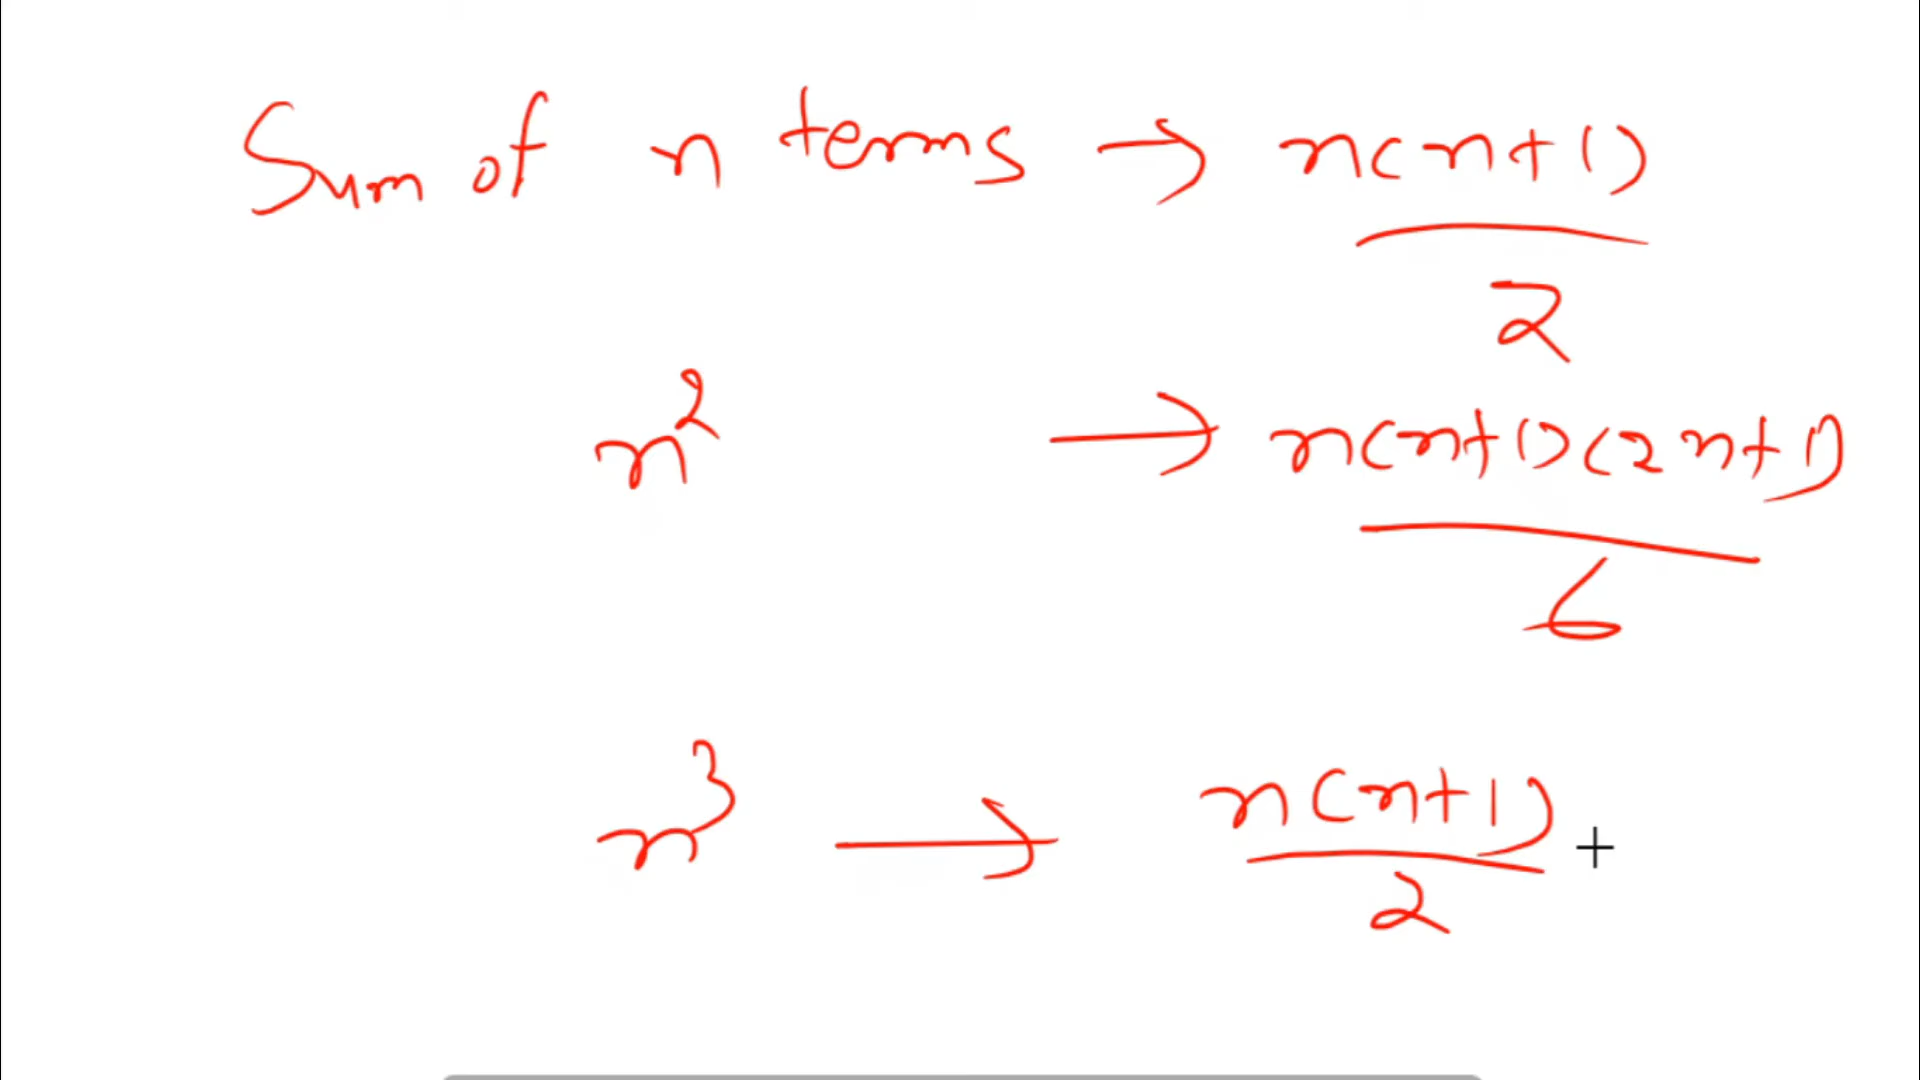 Sum of n terms → n(n+1)
2
n² → n(n+1)(2n+1)
6
n³ → n(n+1)
2